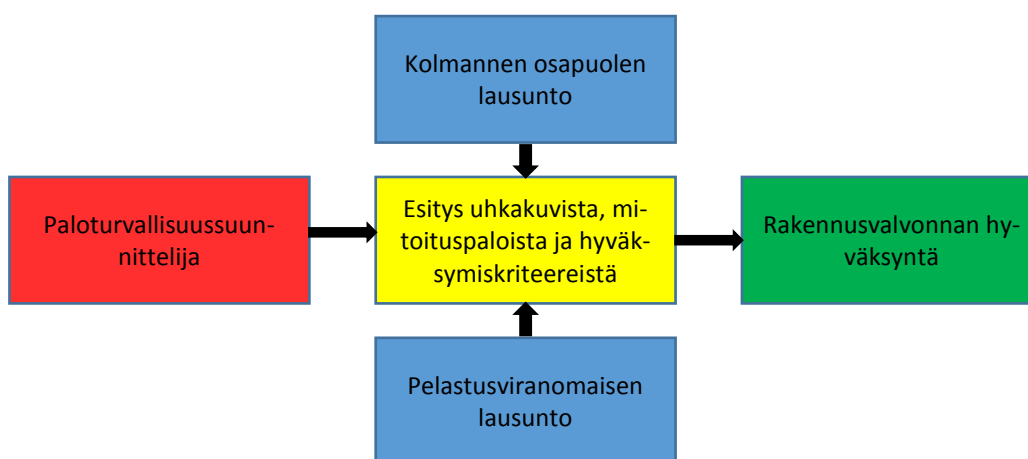 Kolmannen osapuolen
lausunto
Paloturvallisuussuun-
nittelija
Esitys uhkakuvista, mi-
toituspaloista ja hyväk-
symiskriteereistä
Rakennusvalvonnan hy-
väksyntä
Pelastusviranomaisen
lausunto